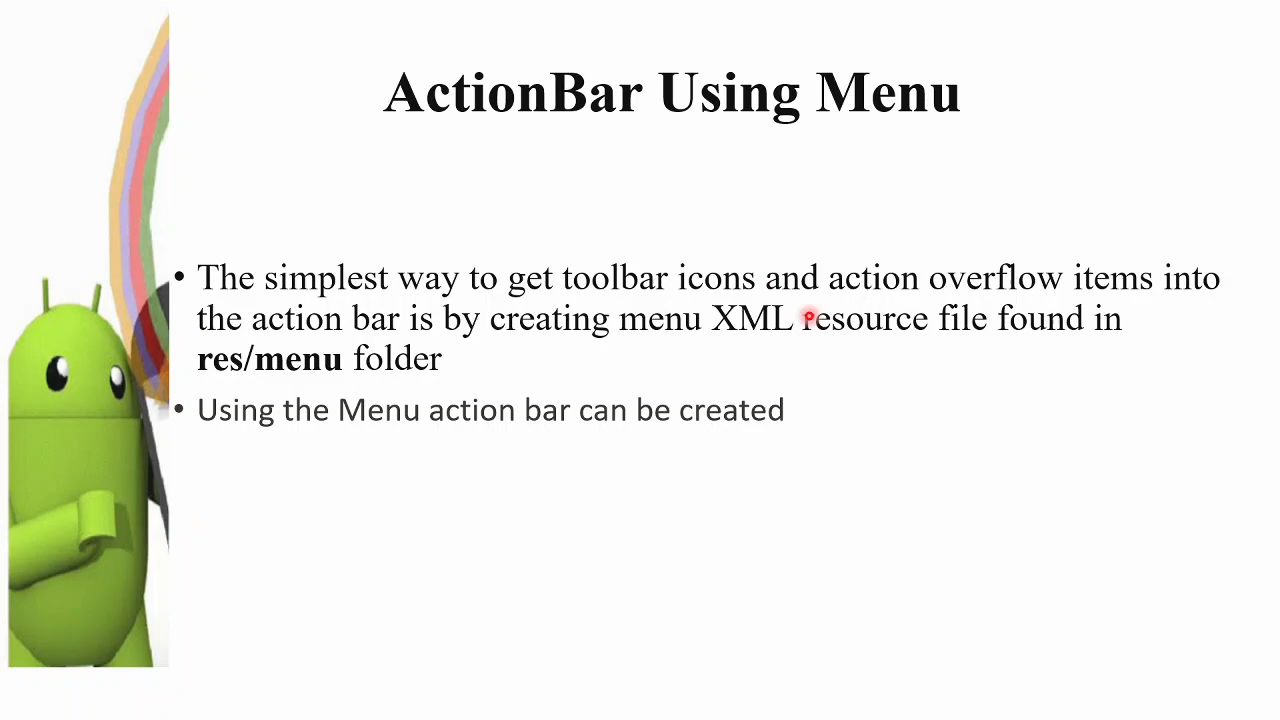 ActionBar Using Menu
• The simplest way to get toolbar icons and action overflow items into
the action bar is by creating menu XML resource file found in
res/menu folder
• Using the Menu action bar can be created